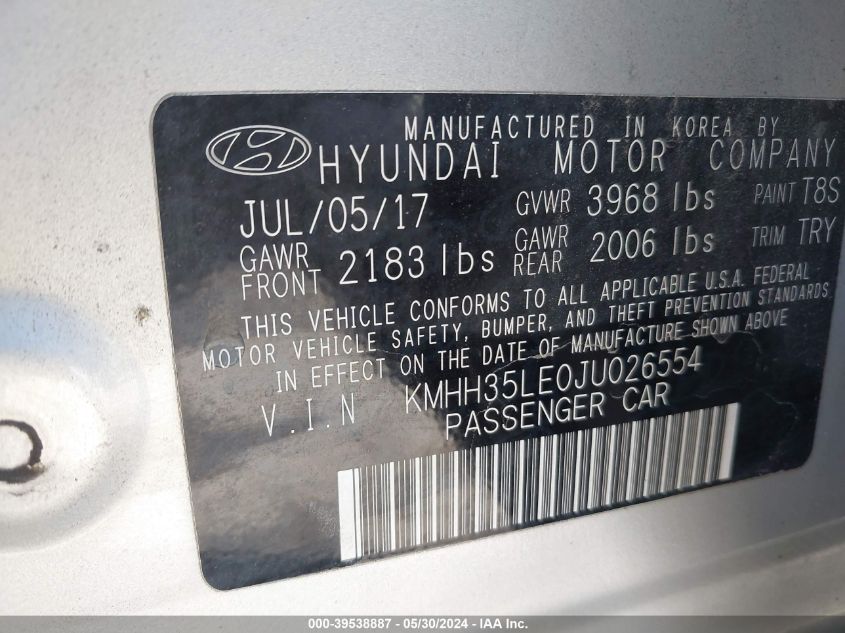 MANUFACTURED IN KOREA BY
HYUNDAI MOTOR COMPANY
JUL/05/17 GVWR 3968 lbs PAINT T8S
GAWR FRONT 2183 lbs GAWR REAR 2006 lbs TRIM TRY
THIS VEHICLE CONFORMS TO ALL APPLICABLE U.S.A. FEDERAL
MOTOR VEHICLE SAFETY, BUMPER, AND THEFT PREVENTION STANDARDS
IN EFFECT ON THE DATE OF MANUFACTURE SHOWN ABOVE
V.I.N KMHH35LE0JU026554
PASSENGER CAR
000-39538887 - 05/30/2024 - IAA Inc.